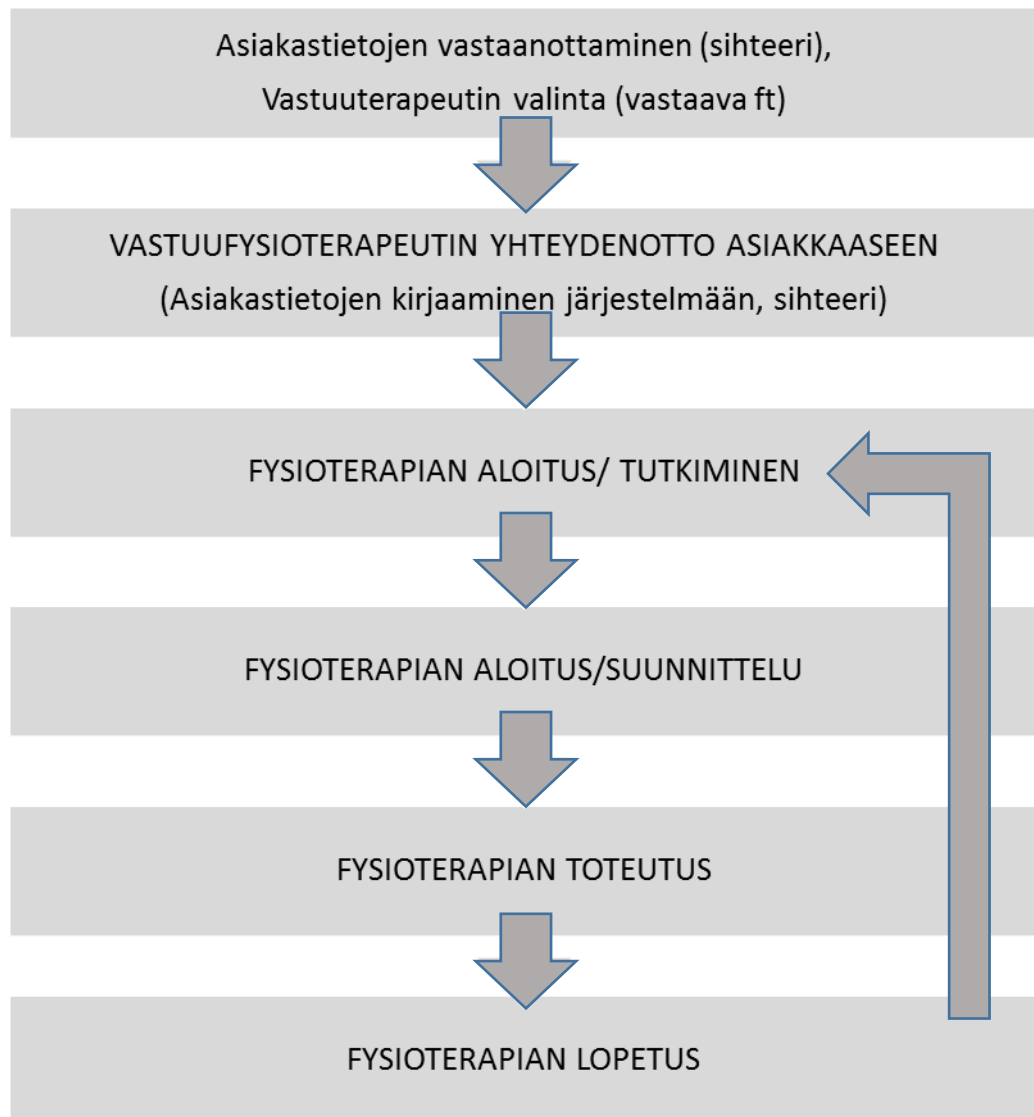 Asiakastietojen vastaanottaminen (sihteeri),
Vastuuterapeutin valinta (vastaava ft)
VASTUUFYSIOTERAPEUTIN YHTEYDENOTTO ASIAKKAASEEN
(Asiakastietojen kirjaaminen järjestelmään, sihteeri)
FYSIOTERAPIAN ALOITUS/ TUTKIMINEN
FYSIOTERAPIAN ALOITUS/SUUNNITTELU
FYSIOTERAPIAN TOTEUTUS
FYSIOTERAPIAN LOPETUS